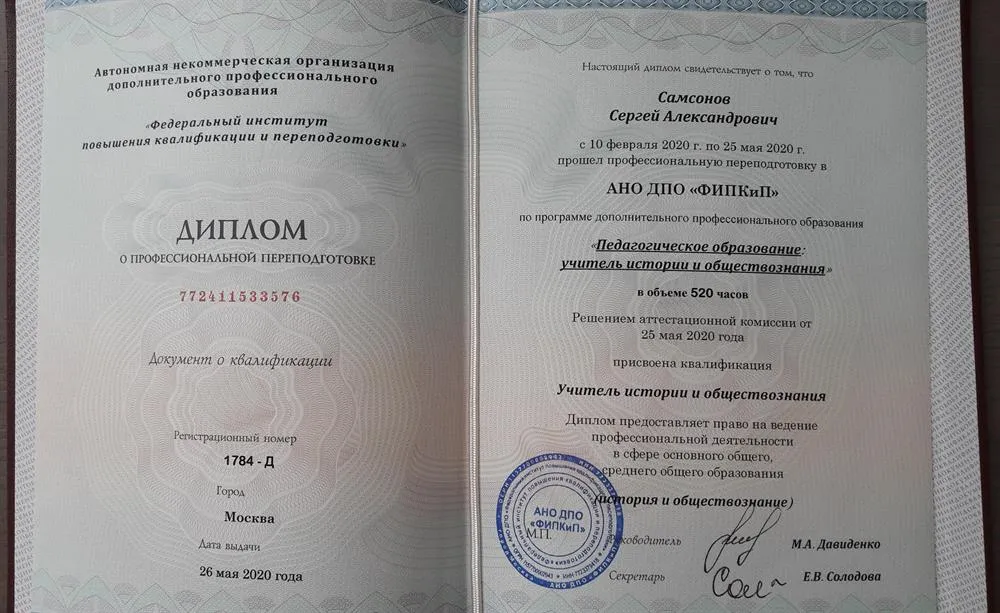 Автономная некоммерческая организация
дополнительного профессионального
образования
«Федеральный институт
повышения квалификации и переподготовки»
ДИПЛОМ
О ПРОФЕССИОНАЛЬНОЙ ПЕРЕПОДГОТОВКЕ
772411533576
Документ о квалификации
Регистрационный номер
1784 - Д
Город
Москва
Дата выдачи
26 мая 2020 года
Настоящий диплом свидетельствует о том, что
Самсонов
Сергей Александрович
с 10 февраля 2020 г. по 25 мая 2020 г.
прошел профессиональную переподготовку в
АНО ДПО «ФИПКиП»
по программе дополнительного профессионального образования
«Педагогическое образование:
учитель истории и обществознания»
в объеме 520 часов
Решением аттестационной комиссии от
25 мая 2020 года
присвоена квалификация
Учитель истории и обществознания
Диплом предоставляет право на ведение
профессиональной деятельности
в сфере основного общего,
среднего общего образования
(история и обществознание)
АНО ДПО
«ФИПКиП»
М.П.
Руководитель
М.А. Давиденко
Секретарь
Е.В. Солодова